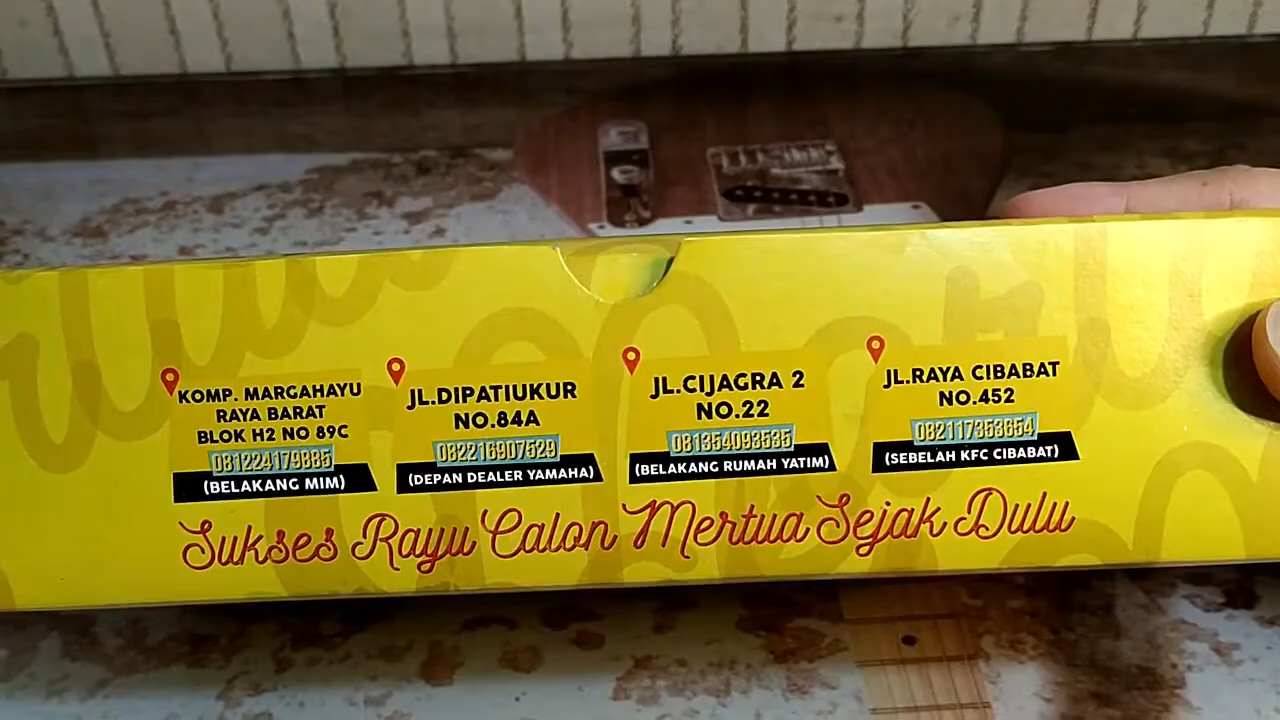 KOMP. MARGAHAYU
RAYA BARAT
BLOK H2 NO 89C
081224179885
(BELAKANG MIM)
JL.DIPATIUKUR
NO.84A
082216907529
(DEPAN DEALER YAMAHA)
JL.CIJAGRA 2
NO.22
081354093535
(BELAKANG RUMAH YATIM)
JL.RAYA CIBABAT
NO.452
082117353654
(SEBELAH KFC CIBABAT)
Sukses Rayu Calon Mertua Sejak Dulu